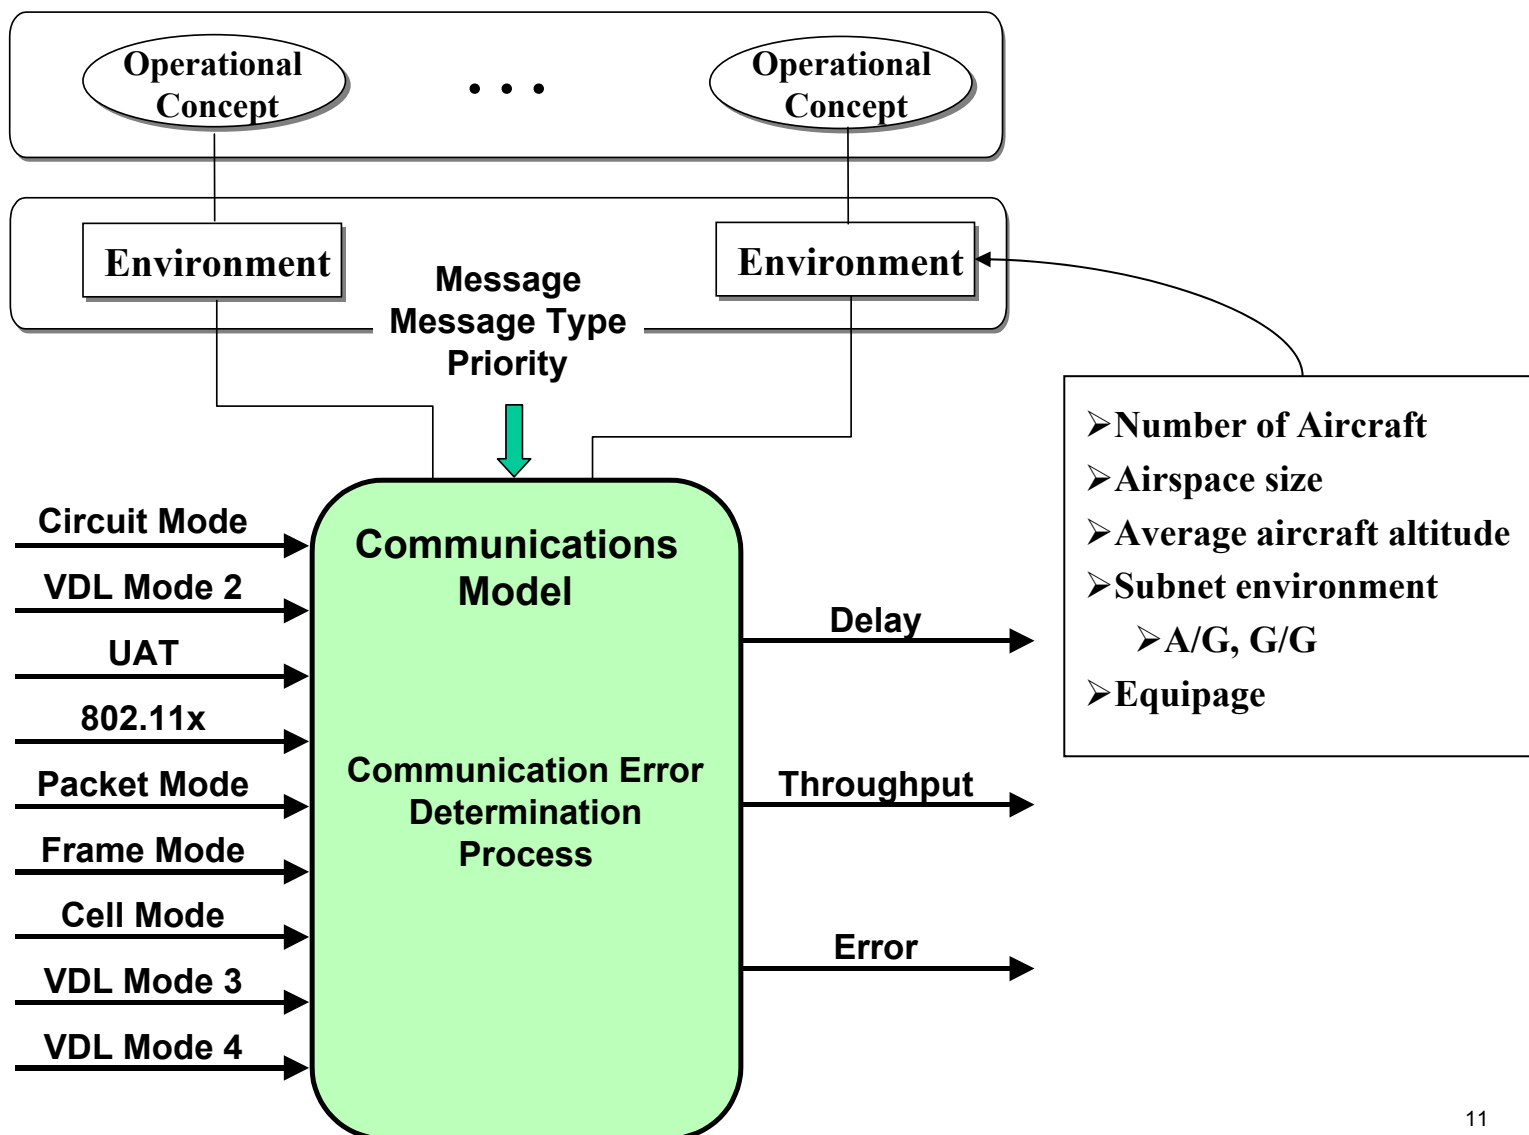 Operational
Concept
. . .
Operational
Concept
Environment
Environment
Message
Message Type
Priority
➢Number of Aircraft
➢Airspace size
➢Average aircraft altitude
➢Subnet environment
➢A/G, G/G
➢Equipage
Circuit Mode
VDL Mode 2
UAT
802.11x
Packet Mode
Frame Mode
Cell Mode
VDL Mode 3
VDL Mode 4
Communications
Model
Communication Error
Determination
Process
Delay
Throughput
Error
11